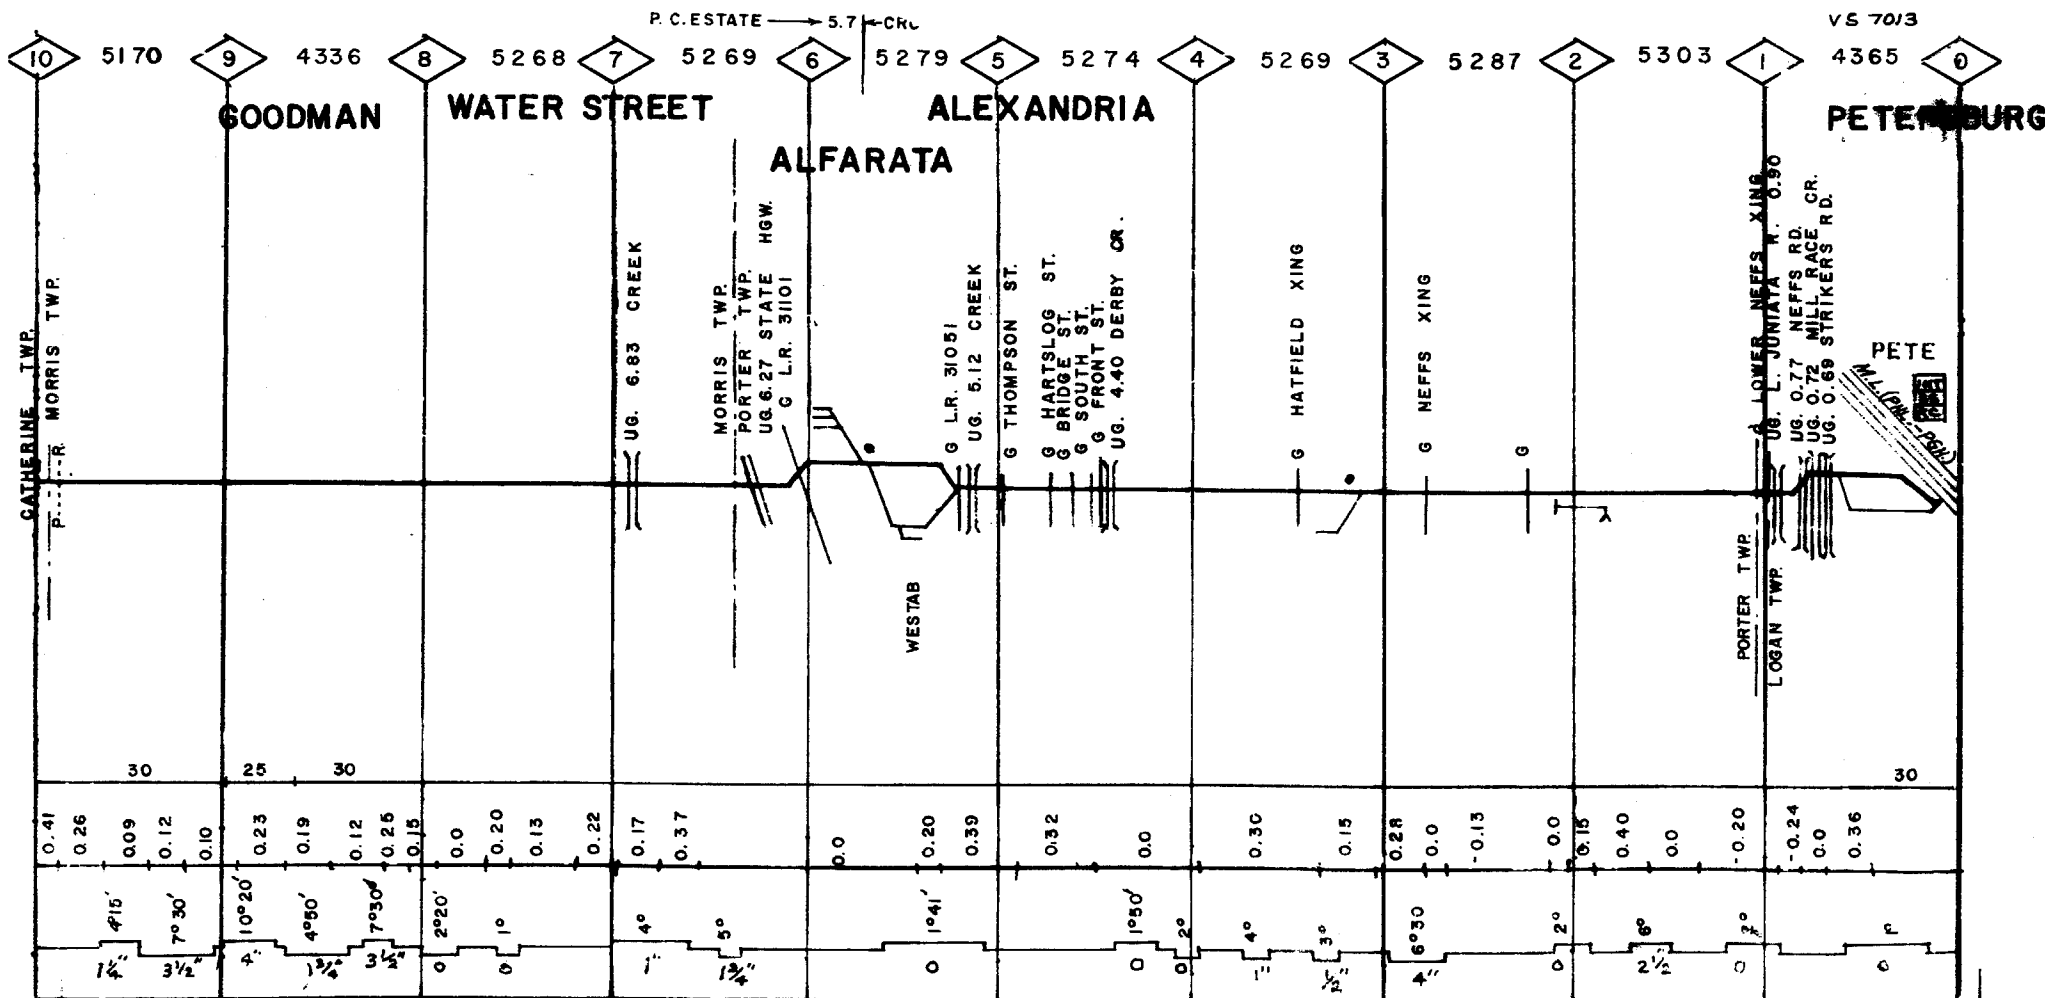 P. C. ESTATE 5.7
VS 7013
10 5170 9 4336 8 5268 7 5269 6 5279 5 5274 4 5269 3 5287 2 5303 1 4365 0
GOODMAN
WATER STREET
ALFARATA
ALEXANDRIA
PETERSBURG
CATHERINE TWP.
MORRIS TWP.
P.....R.
UG. 6.83 CREEK
MORRIS TWP.
PORTER TWP.
UG 6.27 STATE HGW.
G L.R. 31101
G L.R. 31051
UG. 5.12 CREEK
G THOMPSON ST.
G HARTSLOG ST.
G BRIDGE ST.
G SOUTH ST.
G FRONT ST.
UG. 4.40 DERBY CR.
G HATFIELD XING
G NEFFS XING
G
G LOWER NEFFS XING
UG. L. JUNIATA R. 0.90
UG. 0.77 NEFFS RD.
UG. 0.72 MILL RACE CR.
UG. 0.69 STRIKERS RD.
PETE
M.L. (PHL---PGH.)
WESTAB
PORTER TWP.
LOGAN TWP.
30 25 30 30
0.41 0.26 0.09 0.12 0.10 0.23 0.19 0.12 0.25 0.15 0.0 0.20 0.13 0.22 0.17 0.37 0.0 0.20 0.39 0.32 0.0 0.30 0.15 0.28 0.0 -0.13 0.0 0.15 0.40 0.0 -0.20 -0.24 0.0 0.36
4°15' 7°30' 10°20' 4°50' 7°30' 2°20' 1° 4° 5° 1°41' 1°50' 2° 4° 3° 6°30 2° 6°
1¼" 3½" 4" 1¾" 3½" 0 0 1" 1¾" 0 0 0 1" ½" 4" 0 2½ 0 0